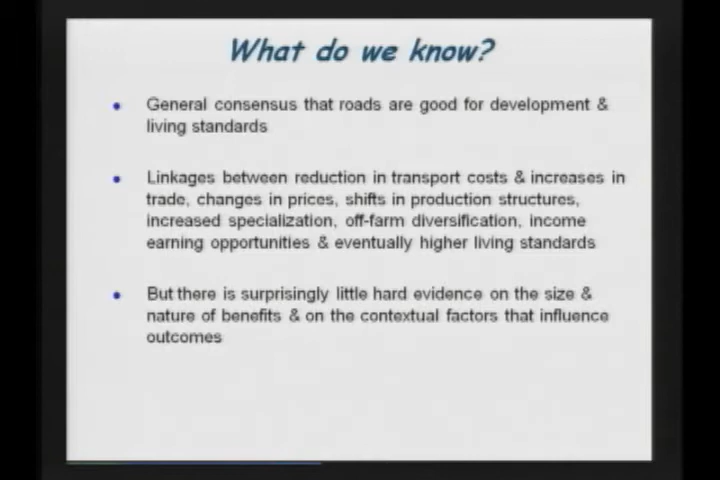 What do we know?
General consensus that roads are good for development &
living standards
Linkages between reduction in transport costs & increases in
trade, changes in prices, shifts in production structures,
increased specialization, off-farm diversification, income
earning opportunities & eventually higher living standards
But there is surprisingly little hard evidence on the size &
nature of benefits & on the contextual factors that influence
outcomes